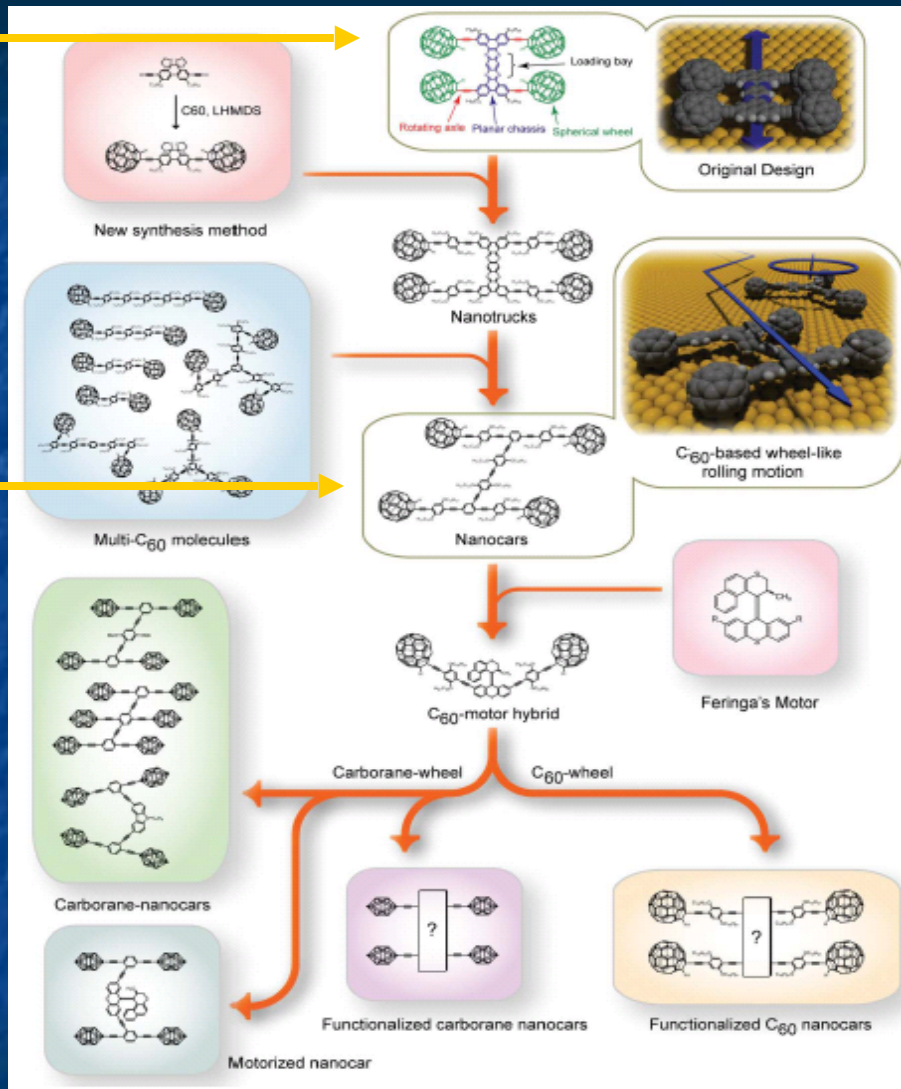 Loading bay
Rotating axle
Planar chassis
Spherical wheel
Original Design
C60, LHMDS
New synthesis method
Nanotrucks
C60-based wheel-like
rolling motion
Multi-C60 molecules
Nanocars
S
CH3
R
R
Feringa's Motor
C60-motor hybrid
Carborane-wheel
C60-wheel
Carborane-nanocars
?
?
Functionalized carborane nanocars
Functionalized C60 nanocars
Motorized nanocar